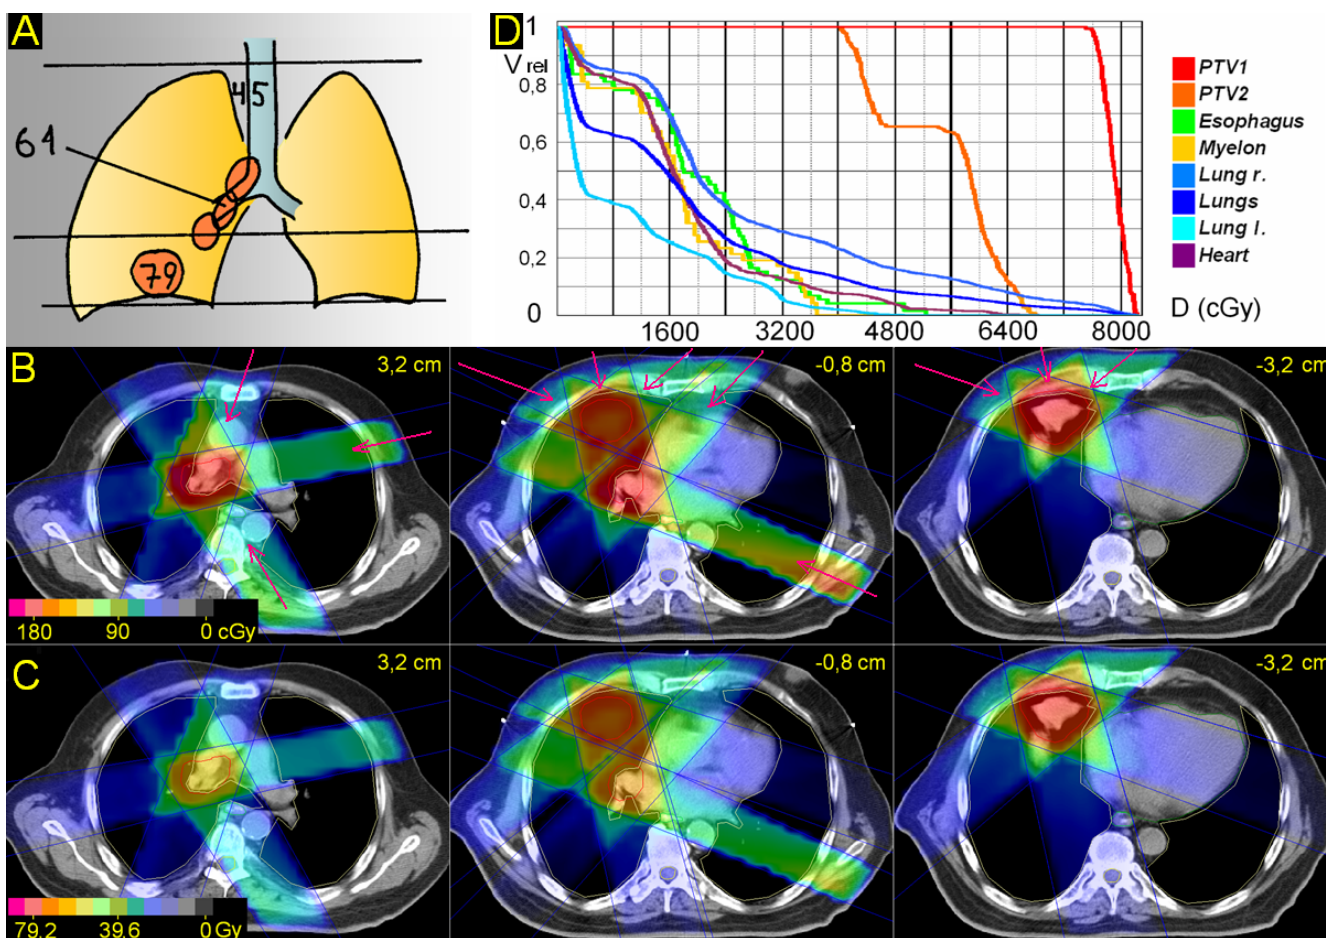 A
45
61
79
D
1
V rel
0,8
0,6
0,4
0,2
0
1600 3200 4800 6400 8000
D (cGy)
PTV1
PTV2
Esophagus
Myelon
Lung r.
Lungs
Lung l.
Heart
B
3,2 cm
-0,8 cm
-3,2 cm
180 90 0 cGy
C
3,2 cm
-0,8 cm
-3,2 cm
79.2 39.6 0 Gy